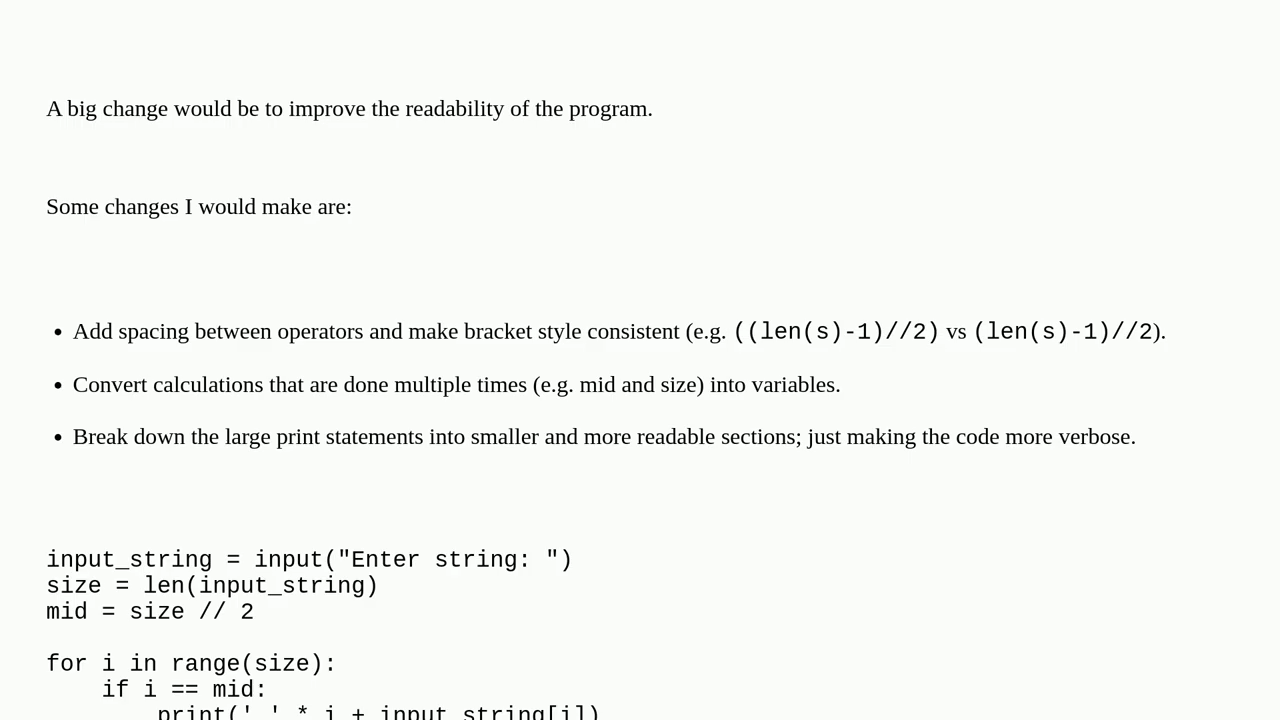 A big change would be to improve the readability of the program.
Some changes I would make are:
• Add spacing between operators and make bracket style consistent (e.g. ((len(s)-1)//2) vs (len(s)-1)//2).
• Convert calculations that are done multiple times (e.g. mid and size) into variables.
• Break down the large print statements into smaller and more readable sections; just making the code more verbose.
input_string = input("Enter string: ")
size = len(input_string)
mid = size // 2
for i in range(size):
    if i == mid:
        print(' ' * i + input_string[i])